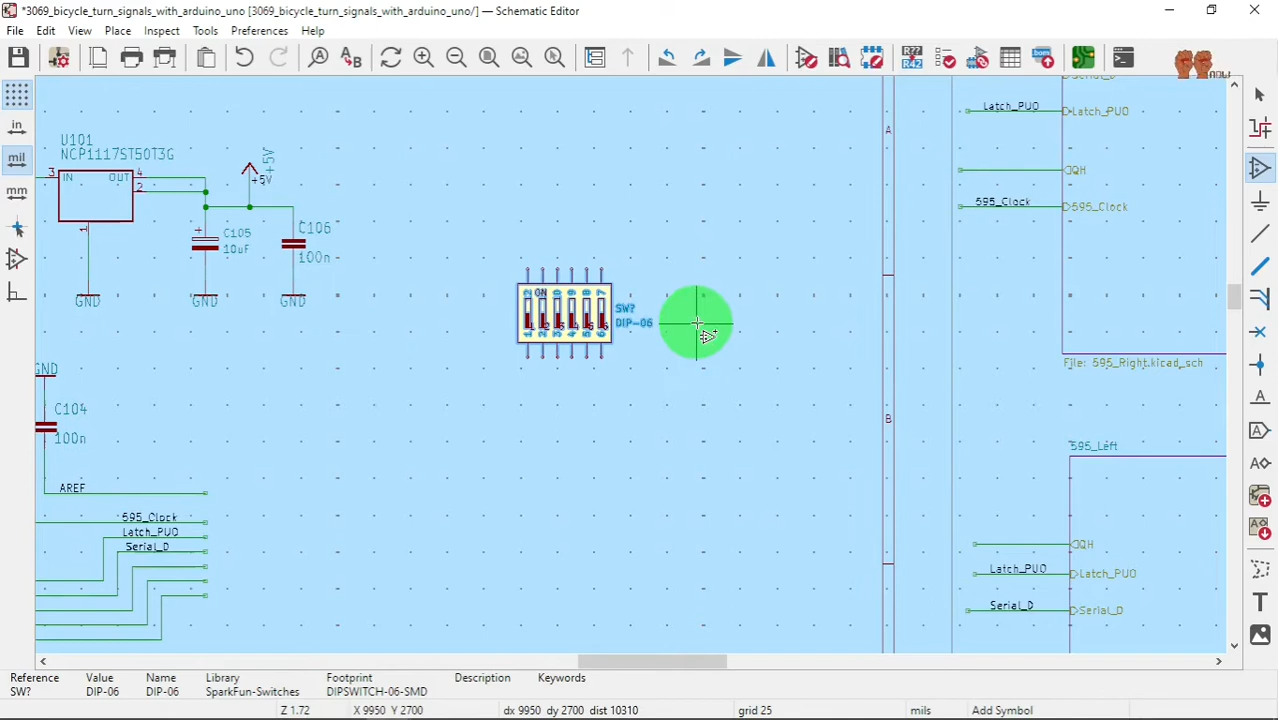 *3069_bicycle_turn_signals_with_arduino_uno [3069_bicycle_turn_signals_with_arduino_uno/] — Schematic Editor
File Edit View Place Inspect Tools Preferences Help
in
mil
mm
U101
NCP1117ST50T3G
3 IN OUT 4
2
1
+5V
+5V
C105
10uF
C106
100n
GND
GND
GND
GND
C104
100n
AREF
595_Clock
Latch_PUO
Serial_D
SW?
DIP-06
A
B
Serial_D
Latch_PUO
Latch_PUO
QH
595_Clock
595_Clock
File: 595_Right.kicad_sch
595_Left
QH
Latch_PUO
Latch_PUO
Serial_D
Serial_D
Reference Value Name Library Footprint Description Keywords
SW? DIP-06 DIP-06 SparkFun-Switches DIPSWITCH-06-SMD
Z 1.72 X 9950 Y 2700 dx 9950 dy 2700 dist 10310 grid 25 mils Add Symbol